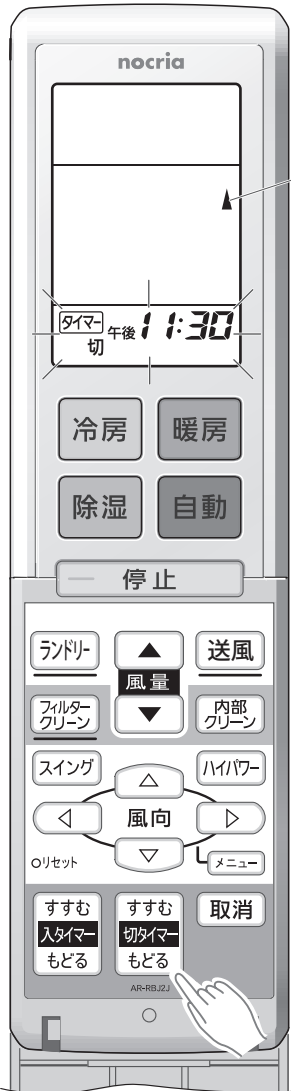 nocria
タイマー 午後 11:30
切
冷房 暖房
除湿 自動
停止
ランドリー 風量 送風
フィルター
クリーン
内部
クリーン
スイング ハイパワー
風向
リセット メニュー
すすむ すすむ 取消
入タイマー 切タイマー
もどる もどる
AR-RBJ2J